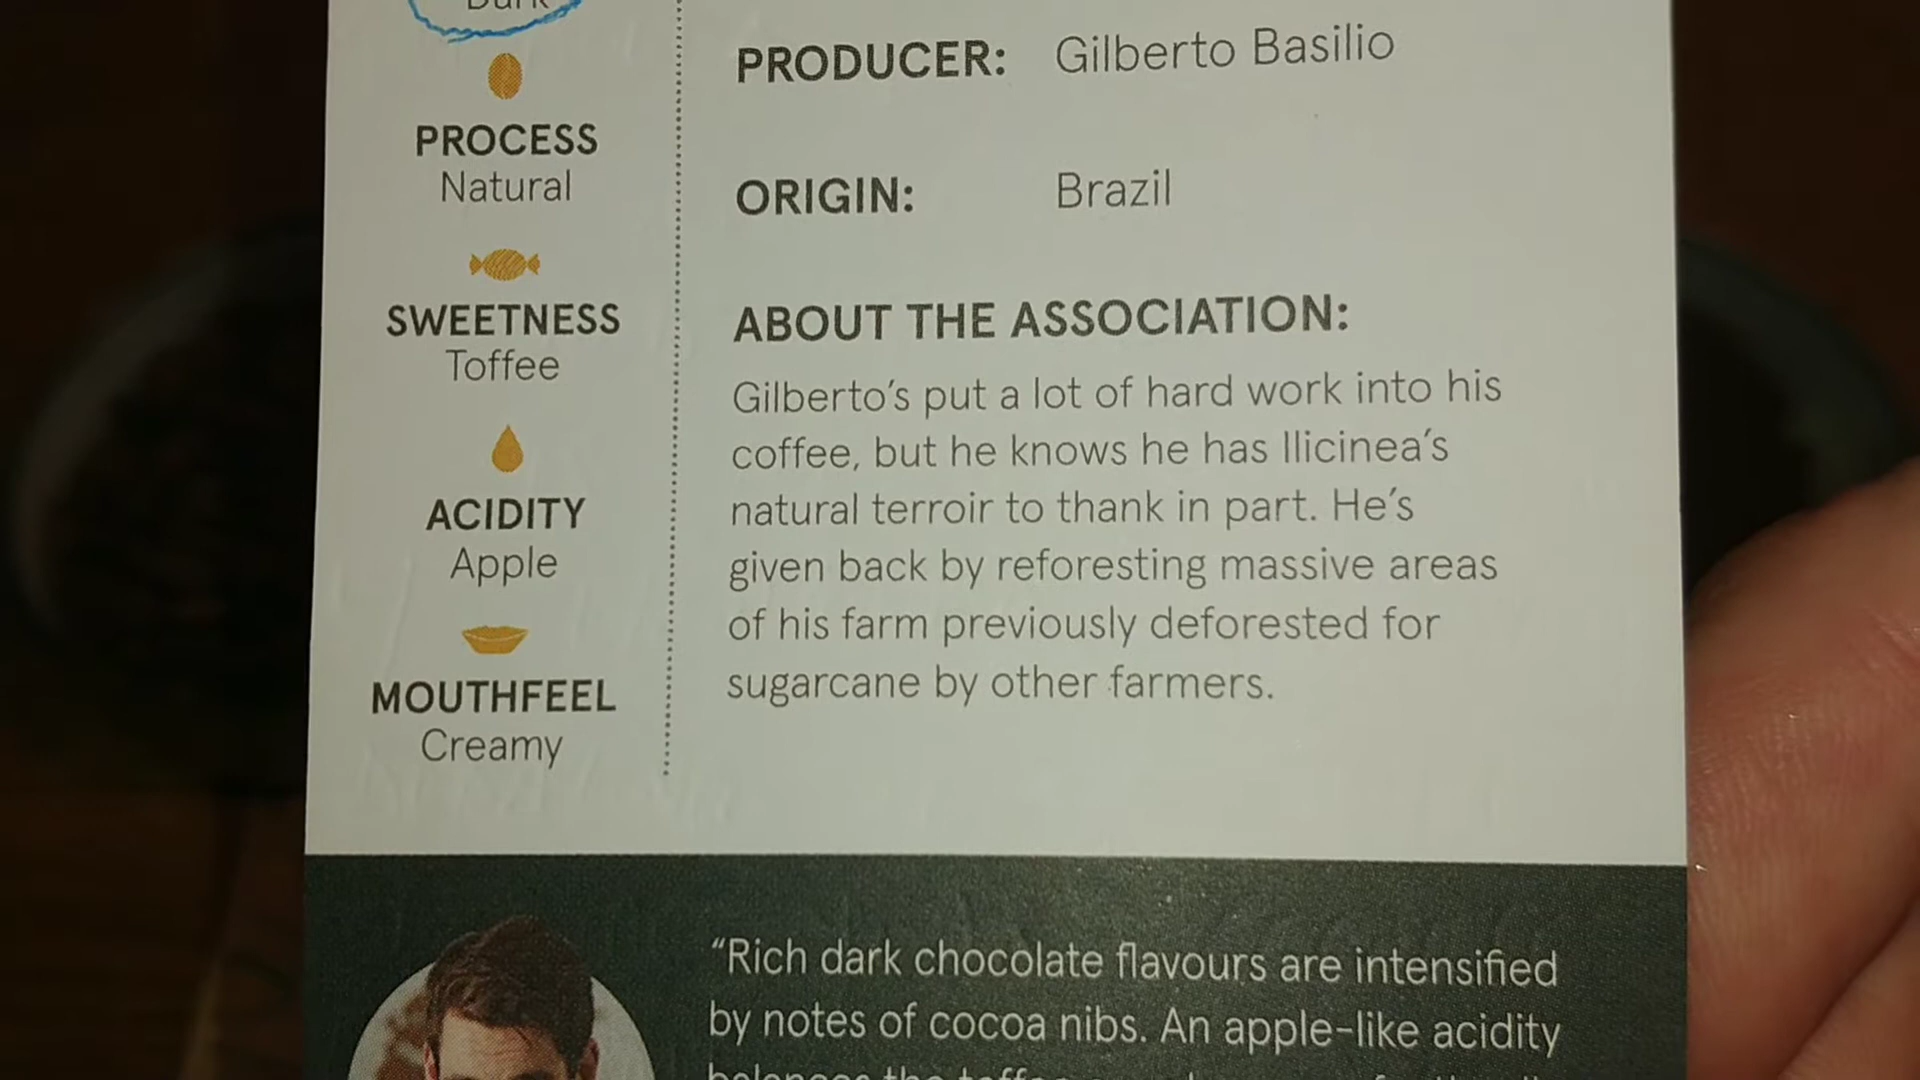 Dark
PROCESS
Natural
SWEETNESS
Toffee
ACIDITY
Apple
MOUTHFEEL
Creamy
PRODUCER: Gilberto Basilio
ORIGIN: Brazil
ABOUT THE ASSOCIATION:
Gilberto’s put a lot of hard work into his
coffee, but he knows he has Ilicinea’s
natural terroir to thank in part. He’s
given back by reforesting massive areas
of his farm previously deforested for
sugarcane by other farmers.
“Rich dark chocolate flavours are intensified
by notes of cocoa nibs. An apple-like acidity